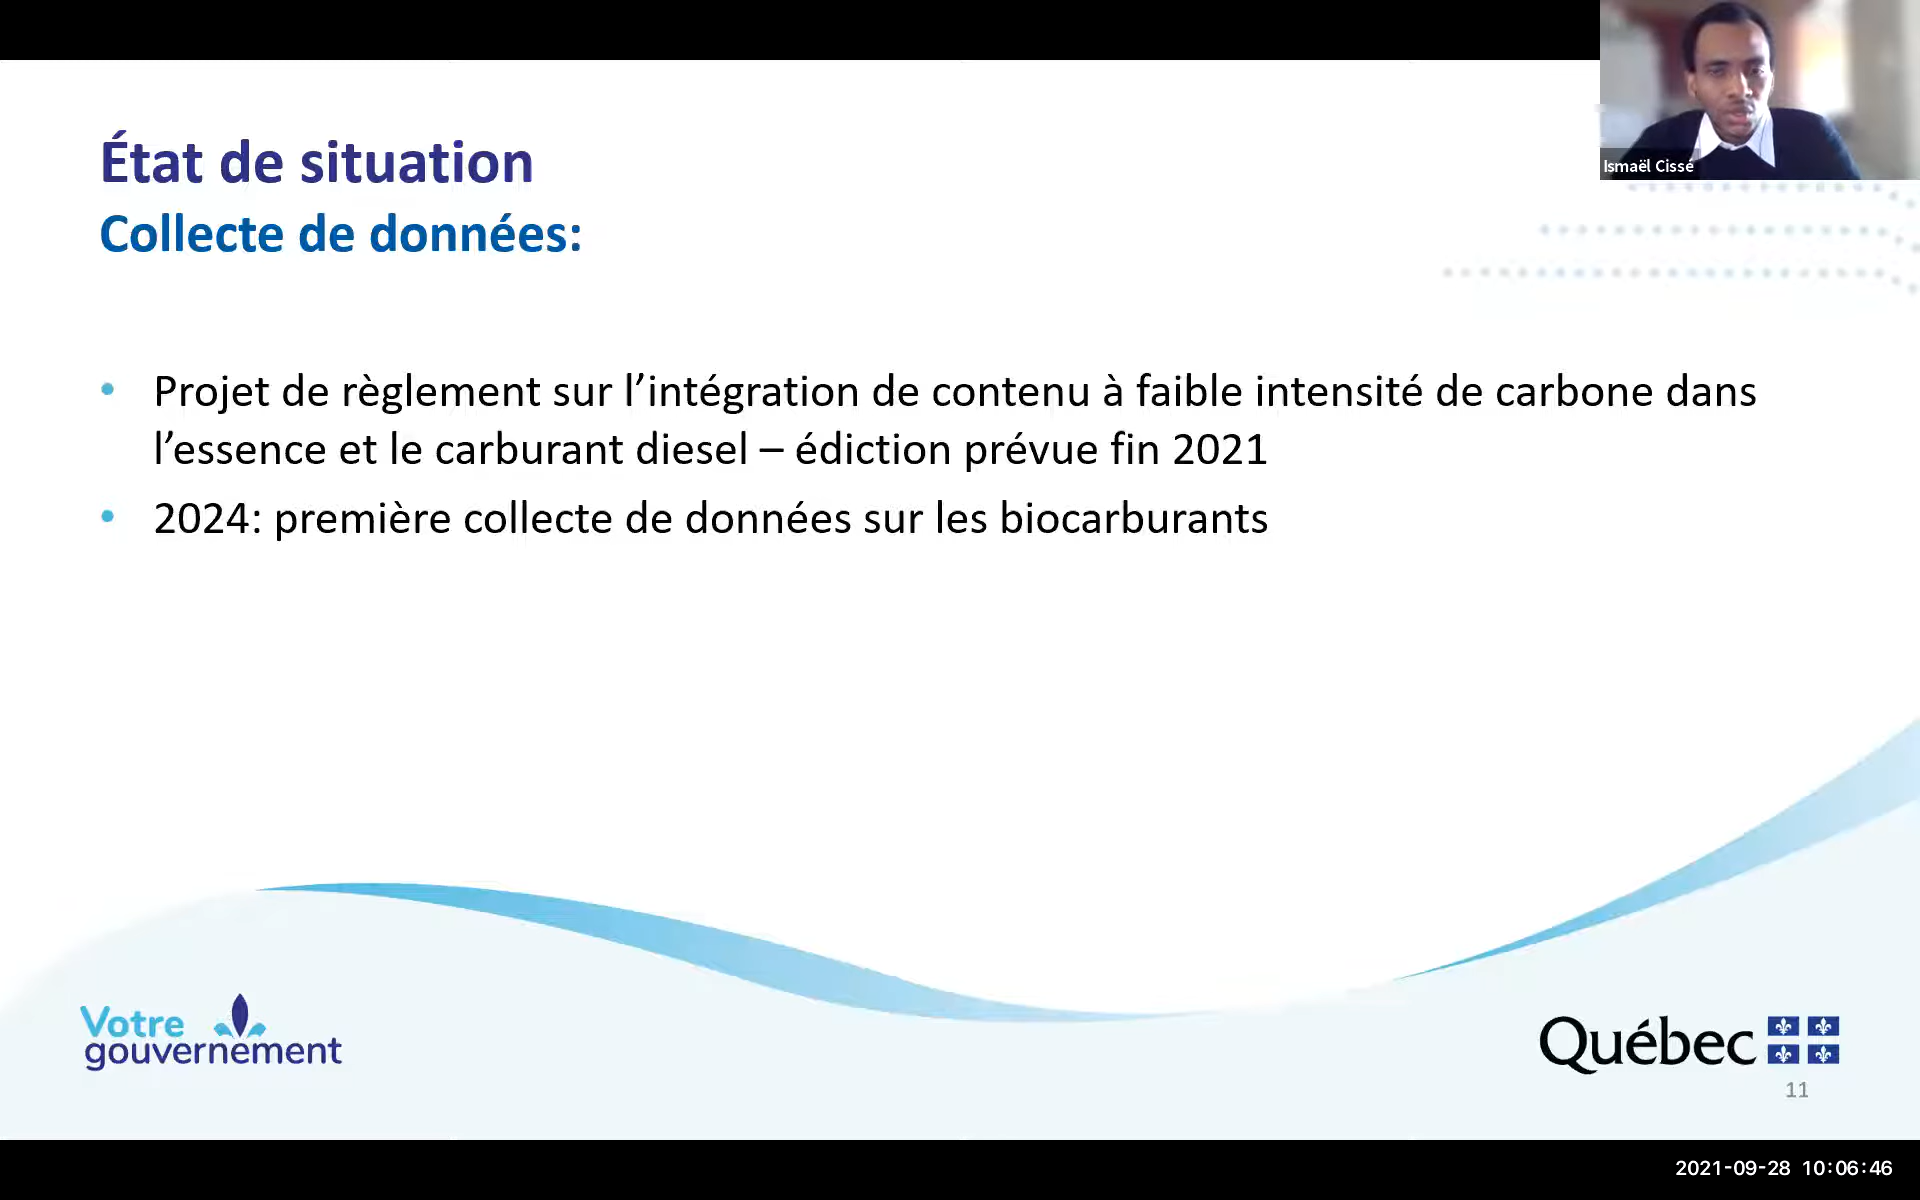 Ismaël Cissé
État de situation
Collecte de données:
• Projet de règlement sur l’intégration de contenu à faible intensité de carbone dans
l’essence et le carburant diesel – édiction prévue fin 2021
• 2024: première collecte de données sur les biocarburants
Votre
gouvernement
Québec
11
2021-09-28 10:06:46